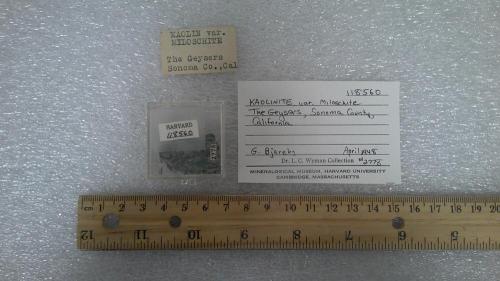 KAOLIN var.
MILOSCHITE
The Geysers
Sonoma Co.,Cal
HARVARD
118560
118560
KAOLINITE var. Miloschite
The Geysers, Sonoma County,
California
G. April 1948
Dr. L. C. Wyman Collection #2778
MINERALOGICAL MUSEUM, HARVARD UNIVERSITY
CAMBRIDGE, MASSACHUSETTS
cm 1 2 3 4 5 6 7 8 9 10 11 12 13 14 15 16 17 18 19 20
12 11 10 9 8 7 6 5